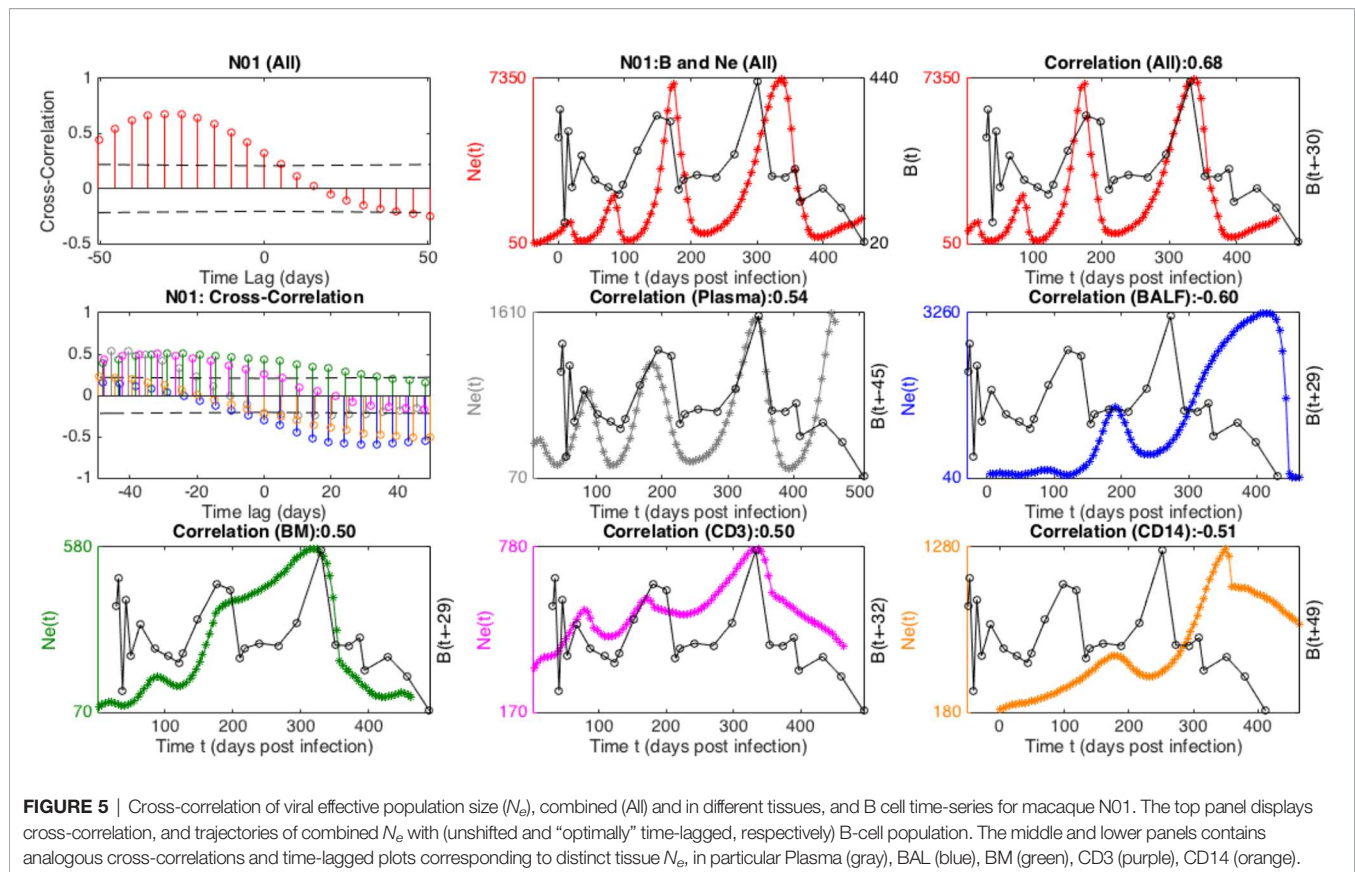 N01 (All)
1
0.5
0
-0.5
Cross-Correlation
-50
0
50
Time Lag (days)
N01:B and Ne (All)
7350
50
Ne(t)
440
20
B(t)
0
100
200
300
400
Time t (days post infection)
Correlation (All):0.68
7350
50
Ne(t)
B(t+-30)
0
100
200
300
400
Time t (days post infection)
N01: Cross-Correlation
1
0.5
0
-0.5
-1
-40
-20
0
20
40
Time lag (days)
Correlation (Plasma):0.54
1610
70
Ne(t)
B(t+-45)
100
200
300
400
500
Time t (days post infection)
Correlation (BALF):-0.60
3260
40
Ne(t)
B(t+29)
0
100
200
300
400
Time t (days post infection)
Correlation (BM):0.50
580
70
Ne(t)
B(t+-29)
100
200
300
400
Time t (days post infection)
Correlation (CD3):0.50
780
170
Ne(t)
B(t+-32)
100
200
300
400
Time t (days post infection)
Correlation (CD14):-0.51
1280
180
Ne(t)
B(t+49)
0
100
200
300
400
Time t (days post infection)
FIGURE 5 | Cross-correlation of viral effective population size (Ne), combined (All) and in different tissues, and B cell time-series for macaque N01. The top panel displays
cross-correlation, and trajectories of combined Ne with (unshifted and “optimally” time-lagged, respectively) B-cell population. The middle and lower panels contains
analogous cross-correlations and time-lagged plots corresponding to distinct tissue Ne, in particular Plasma (gray), BAL (blue), BM (green), CD3 (purple), CD14 (orange).